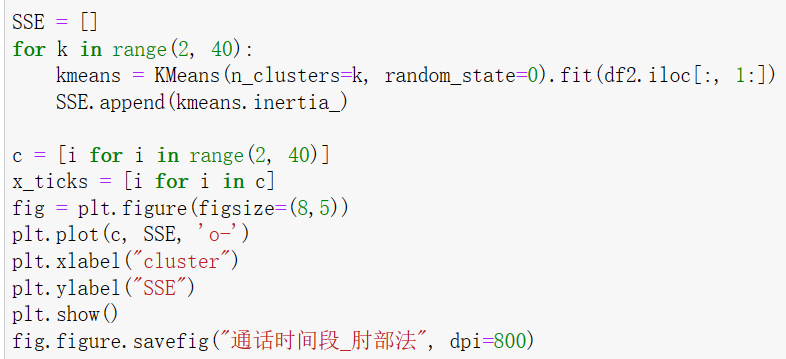 SSE = []
for k in range(2, 40):
    kmeans = KMeans(n_clusters=k, random_state=0).fit(df2.iloc[:, 1:])
    SSE.append(kmeans.inertia_)

c = [i for i in range(2, 40)]
x_ticks = [i for i in c]
fig = plt.figure(figsize=(8,5))
plt.plot(c, SSE, 'o-')
plt.xlabel("cluster")
plt.ylabel("SSE")
plt.show()
fig.figure.savefig("通话时间段_肘部法", dpi=800)